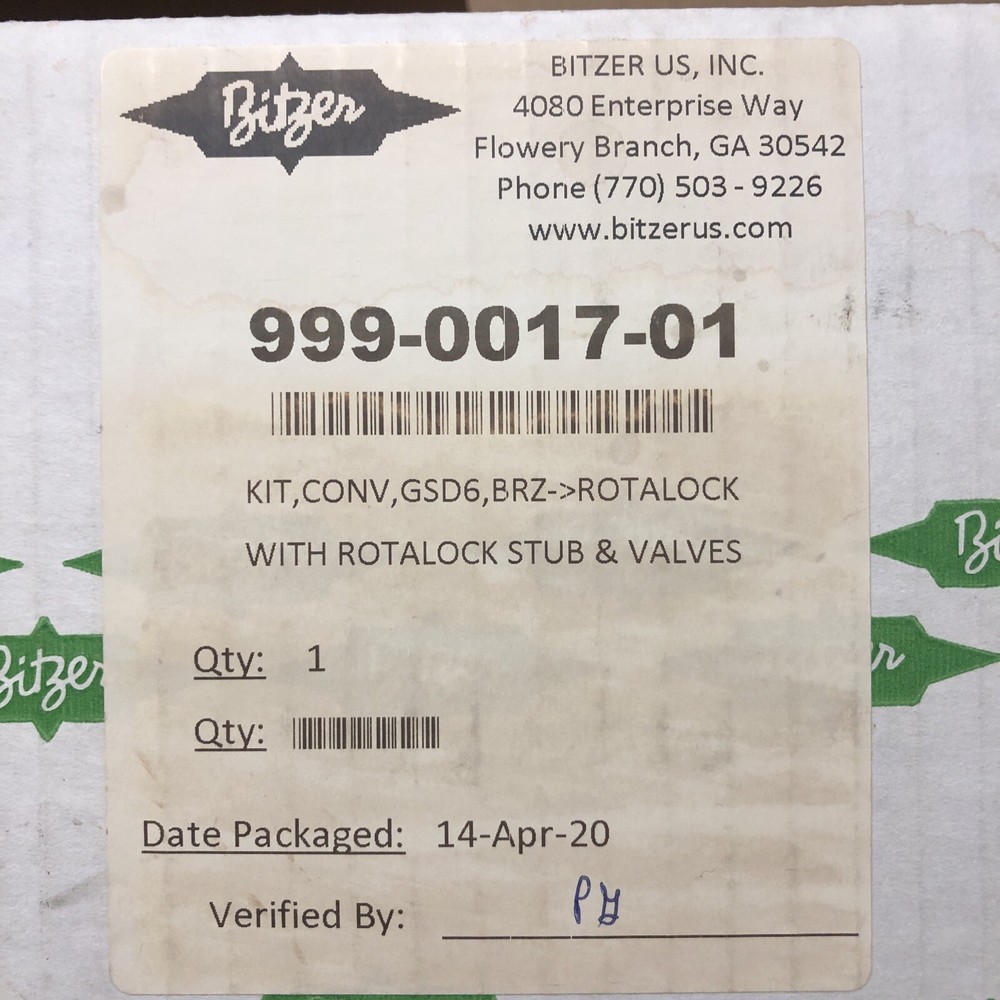 Bitzer
BITZER US, INC.
4080 Enterprise Way
Flowery Branch, GA 30542
Phone (770) 503 - 9226
www.bitzerus.com
999-0017-01
KIT,CONV,GSD6,BRZ->ROTALOCK
WITH ROTALOCK STUB & VALVES
Bi
Qty: 1
Bitzer
r
Qty:
Date Packaged: 14-Apr-20
Verified By: